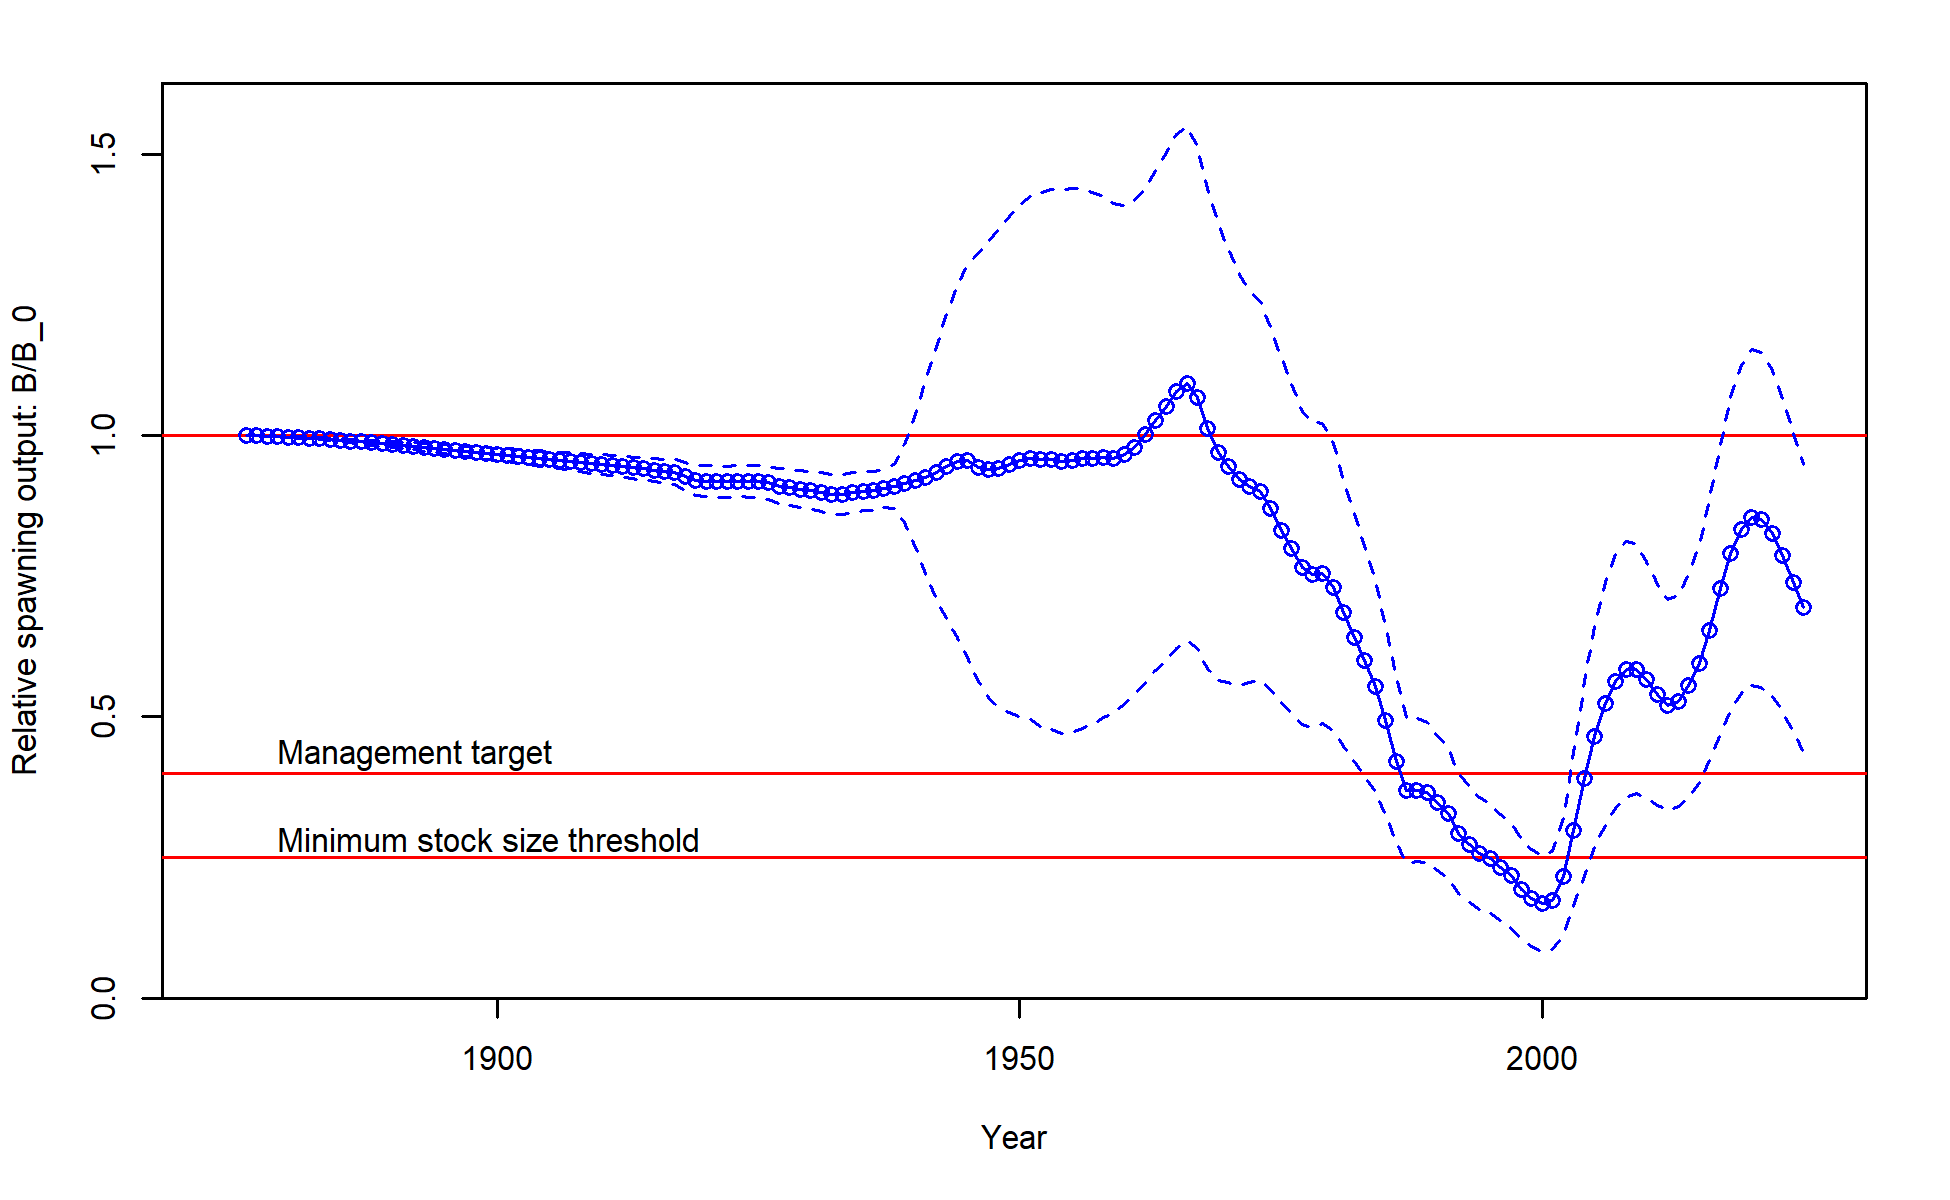 Relative spawning output: B/B_0
1.5
1.0
0.5
0.0
Management target
Minimum stock size threshold
1900
1950
2000
Year